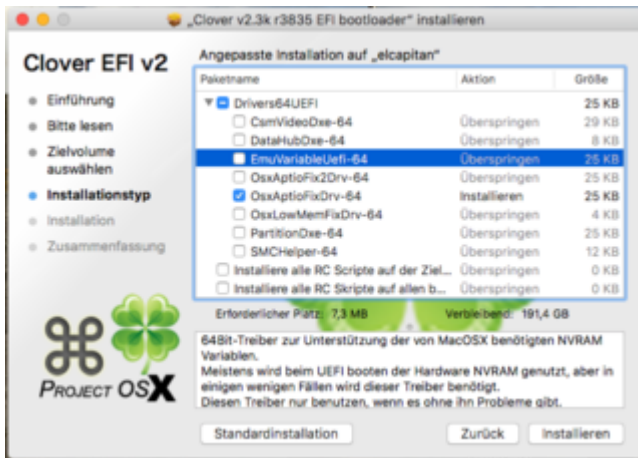 „Clover v2.3k r3835 EFI bootloader“ installieren
Clover EFI v2
Angepasste Installation auf „elcapitan“
Paketname Aktion Größe
Einführung
Bitte lesen
Zielvolume
auswählen
Installationstyp
Installation
Zusammenfassung
Drivers64UEFI 25 KB
CsmVideoDxe-64 Überspringen 29 KB
DataHubDxe-64 Überspringen 8 KB
EmuVariableUefi-64 Überspringen 25 KB
OsxAptioFix2Drv-64 Überspringen 25 KB
OsxAptioFixDrv-64 Installieren 25 KB
OsxLowMemFixDrv-64 Überspringen 4 KB
PartitionDxe-64 Überspringen 25 KB
SMCHelper-64 Überspringen 12 KB
Installiere alle RC Scripte auf der Ziel... Überspringen 0 KB
Installiere alle RC Skripte auf allen b... Überspringen 0 KB
Erforderlicher Platz: 7,3 MB Verbleibend: 191,4 GB
64Bit-Treiber zur Unterstützung der von MacOSX benötigten NVRAM
Variablen.
Meistens wird beim UEFI booten der Hardware NVRAM genutzt, aber in
einigen wenigen Fällen wird dieser Treiber benötigt.
Diesen Treiber nur benutzen, wenn es ohne ihn Probleme gibt.
PROJECT OSX
Standardinstallation Zurück Installieren